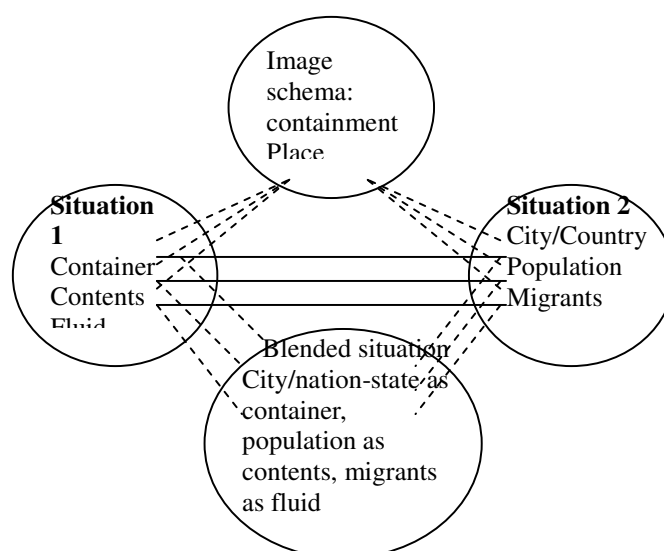 Image
schema:
containment
Place
Situation
1
Container
Contents
Fluid
Situation 2
City/Country
Population
Migrants
Blended situation
City/nation-state as
container,
population as
contents, migrants
as fluid